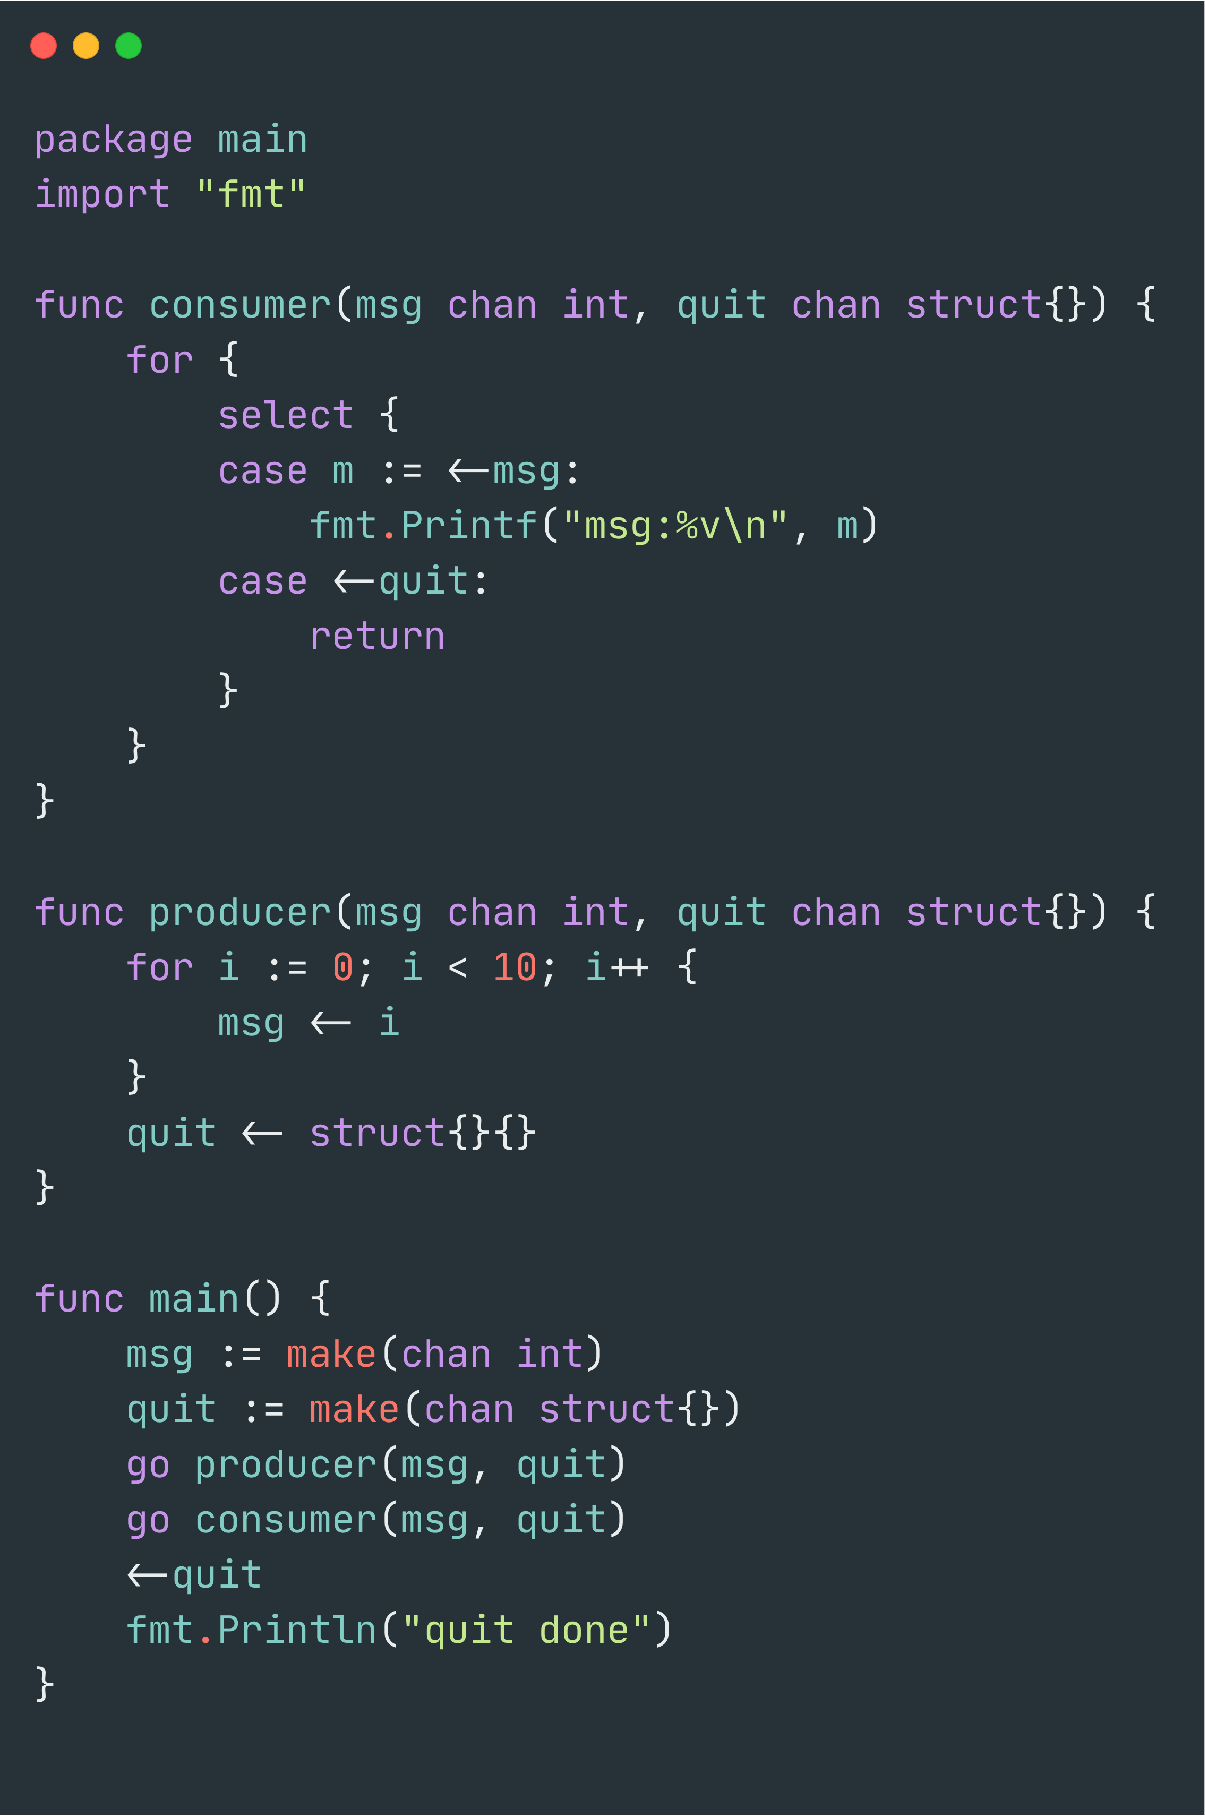 package main
import "fmt"

func consumer(msg chan int, quit chan struct{}) {
    for {
        select {
        case m := <-msg:
            fmt.Printf("msg:%v\n", m)
        case <-quit:
            return
        }
    }
}

func producer(msg chan int, quit chan struct{}) {
    for i := 0; i < 10; i++ {
        msg <- i
    }
    quit <- struct{}{}
}

func main() {
    msg := make(chan int)
    quit := make(chan struct{})
    go producer(msg, quit)
    go consumer(msg, quit)
    <-quit
    fmt.Println("quit done")
}